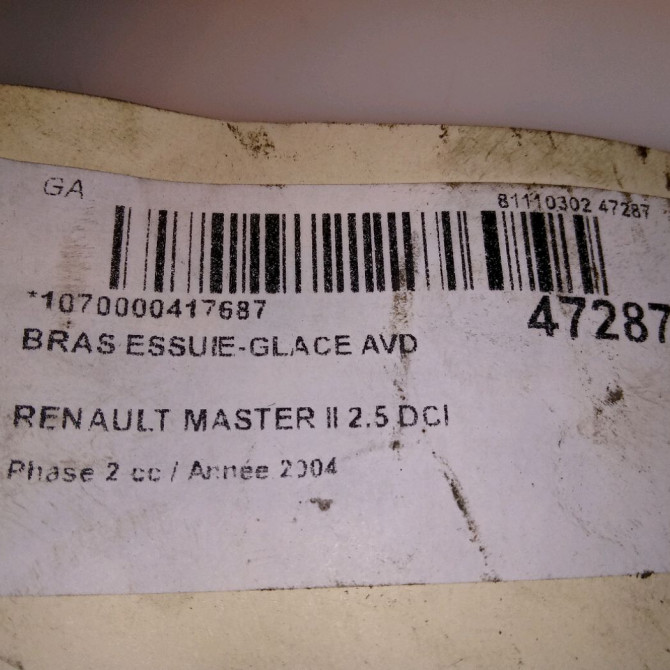 GA
81110302 47287
*1070000417687
47287
BRAS ESSUIE-GLACE AVD
RENAULT MASTER II 2.5 DCI
Phase 2 cc / Année 2004